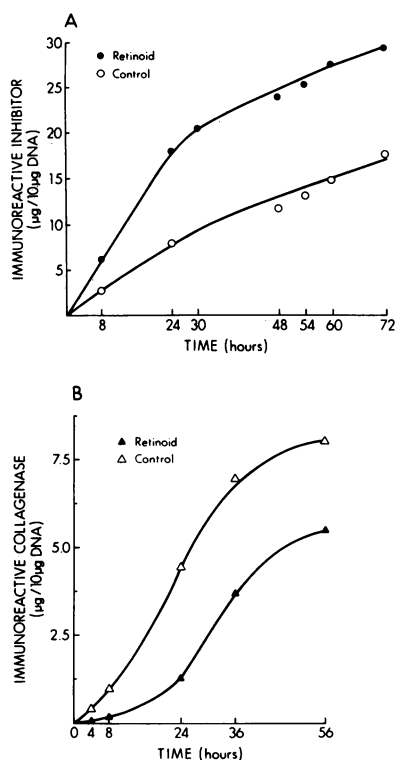 A
30
Retinoid
Control
25
20
15
10
5
IMMUNOREACTIVE INHIBITOR
(µg/10µg DNA)
8 24 30 48 54 60 72
TIME (hours)
B
Retinoid
Control
7.5
5.0
2.5
IMMUNOREACTIVE COLLAGENASE
(µg/10µg DNA)
0 4 8 24 36 56
TIME (hours)